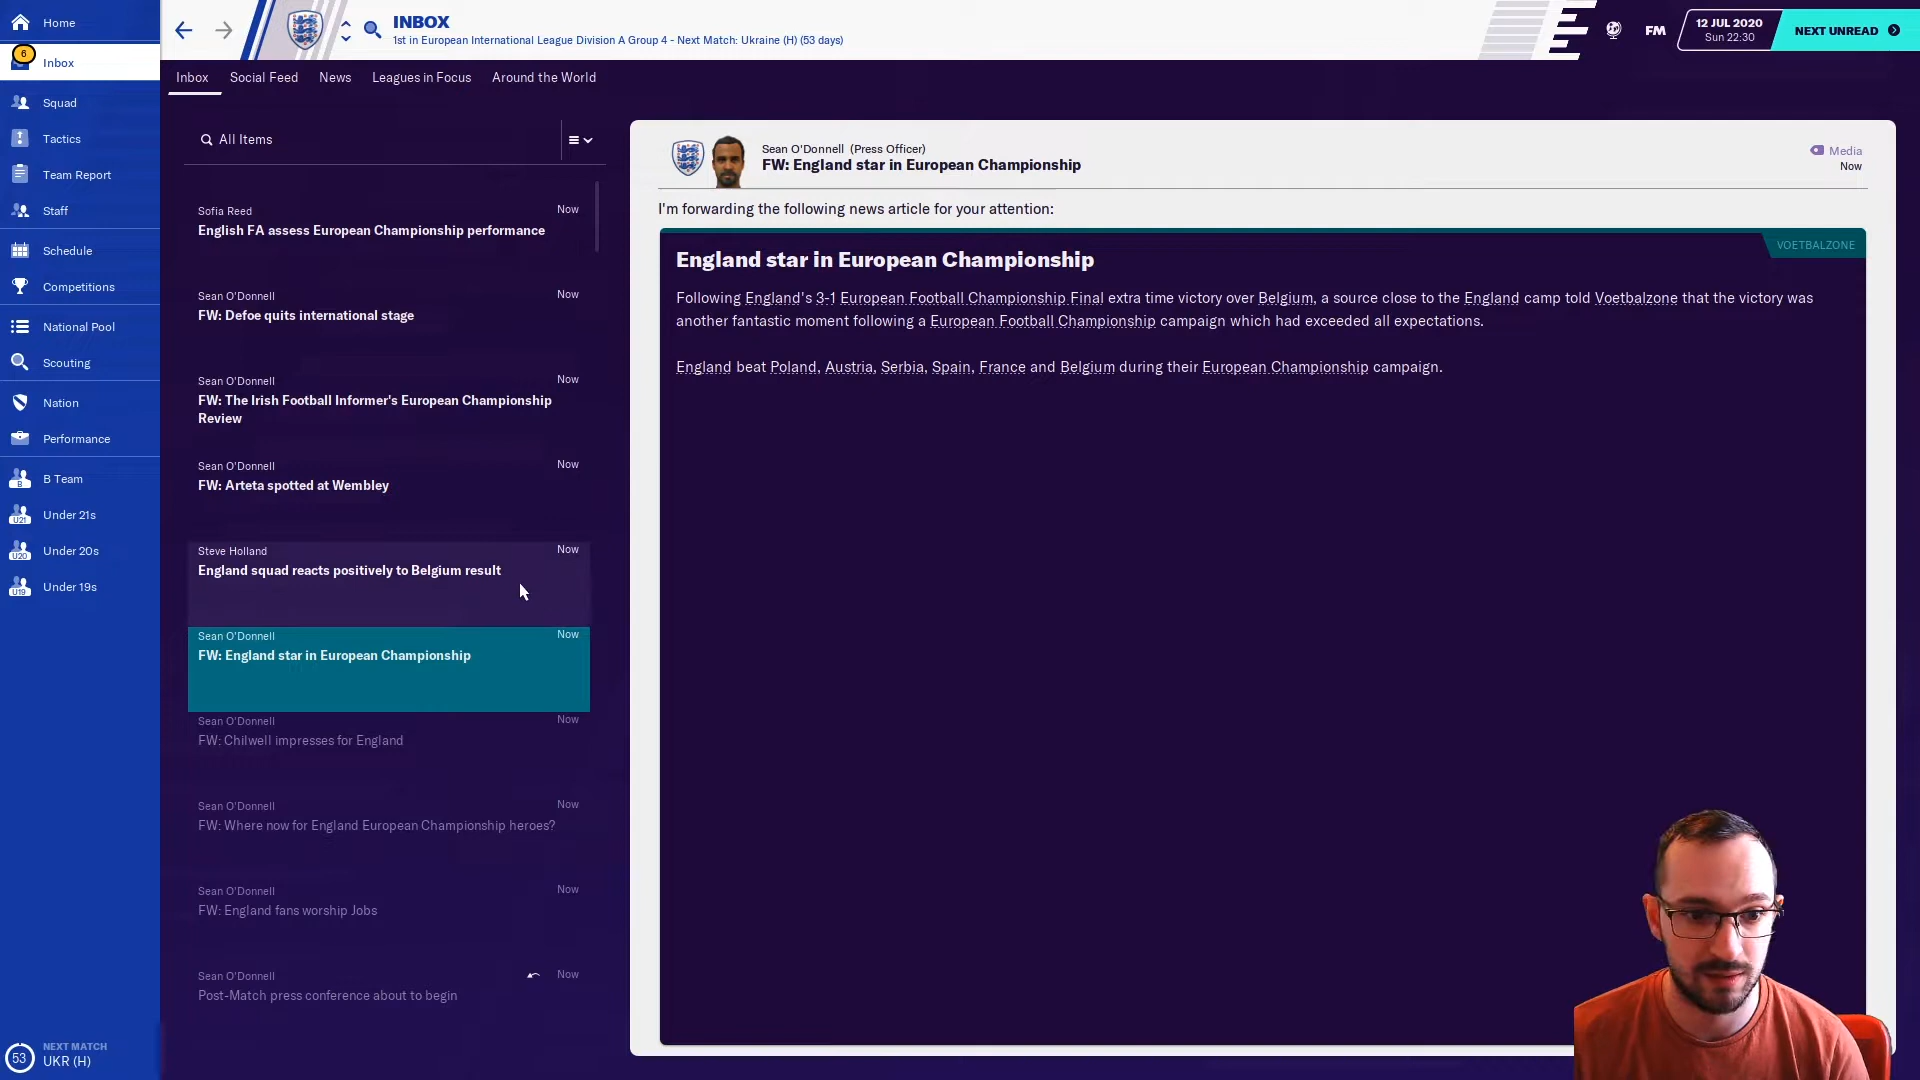 Home
6
Inbox
Squad
Tactics
Team Report
Staff
Schedule
Competitions
National Pool
Scouting
Nation
Performance
B
B Team
U21
Under 21s
U20
Under 20s
U19
Under 19s
53
NEXT MATCH
UKR (H)
INBOX
1st in European International League Division A Group 4 - Next Match: Ukraine (H) (53 days)
FM
12 JUL 2020
Sun 22:30
NEXT UNREAD
Inbox Social Feed News Leagues in Focus Around the World
All Items
Sofia Reed Now
English FA assess European Championship performance
Sean O'Donnell Now
FW: Defoe quits international stage
Sean O'Donnell Now
FW: The Irish Football Informer's European Championship
Review
Sean O'Donnell Now
FW: Arteta spotted at Wembley
Steve Holland Now
England squad reacts positively to Belgium result
Sean O'Donnell Now
FW: England star in European Championship
Sean O'Donnell Now
FW: Chilwell impresses for England
Sean O'Donnell Now
FW: Where now for England European Championship heroes?
Sean O'Donnell Now
FW: England fans worship Jobs
Sean O'Donnell Now
Post-Match press conference about to begin
Sean O'Donnell (Press Officer)
FW: England star in European Championship
Media
Now
I'm forwarding the following news article for your attention:
VOETBALZONE
England star in European Championship
Following England's 3-1 European Football Championship Final extra time victory over Belgium, a source close to the England camp told Voetbalzone that the victory was
another fantastic moment following a European Football Championship campaign which had exceeded all expectations.
England beat Poland, Austria, Serbia, Spain, France and Belgium during their European Championship campaign.